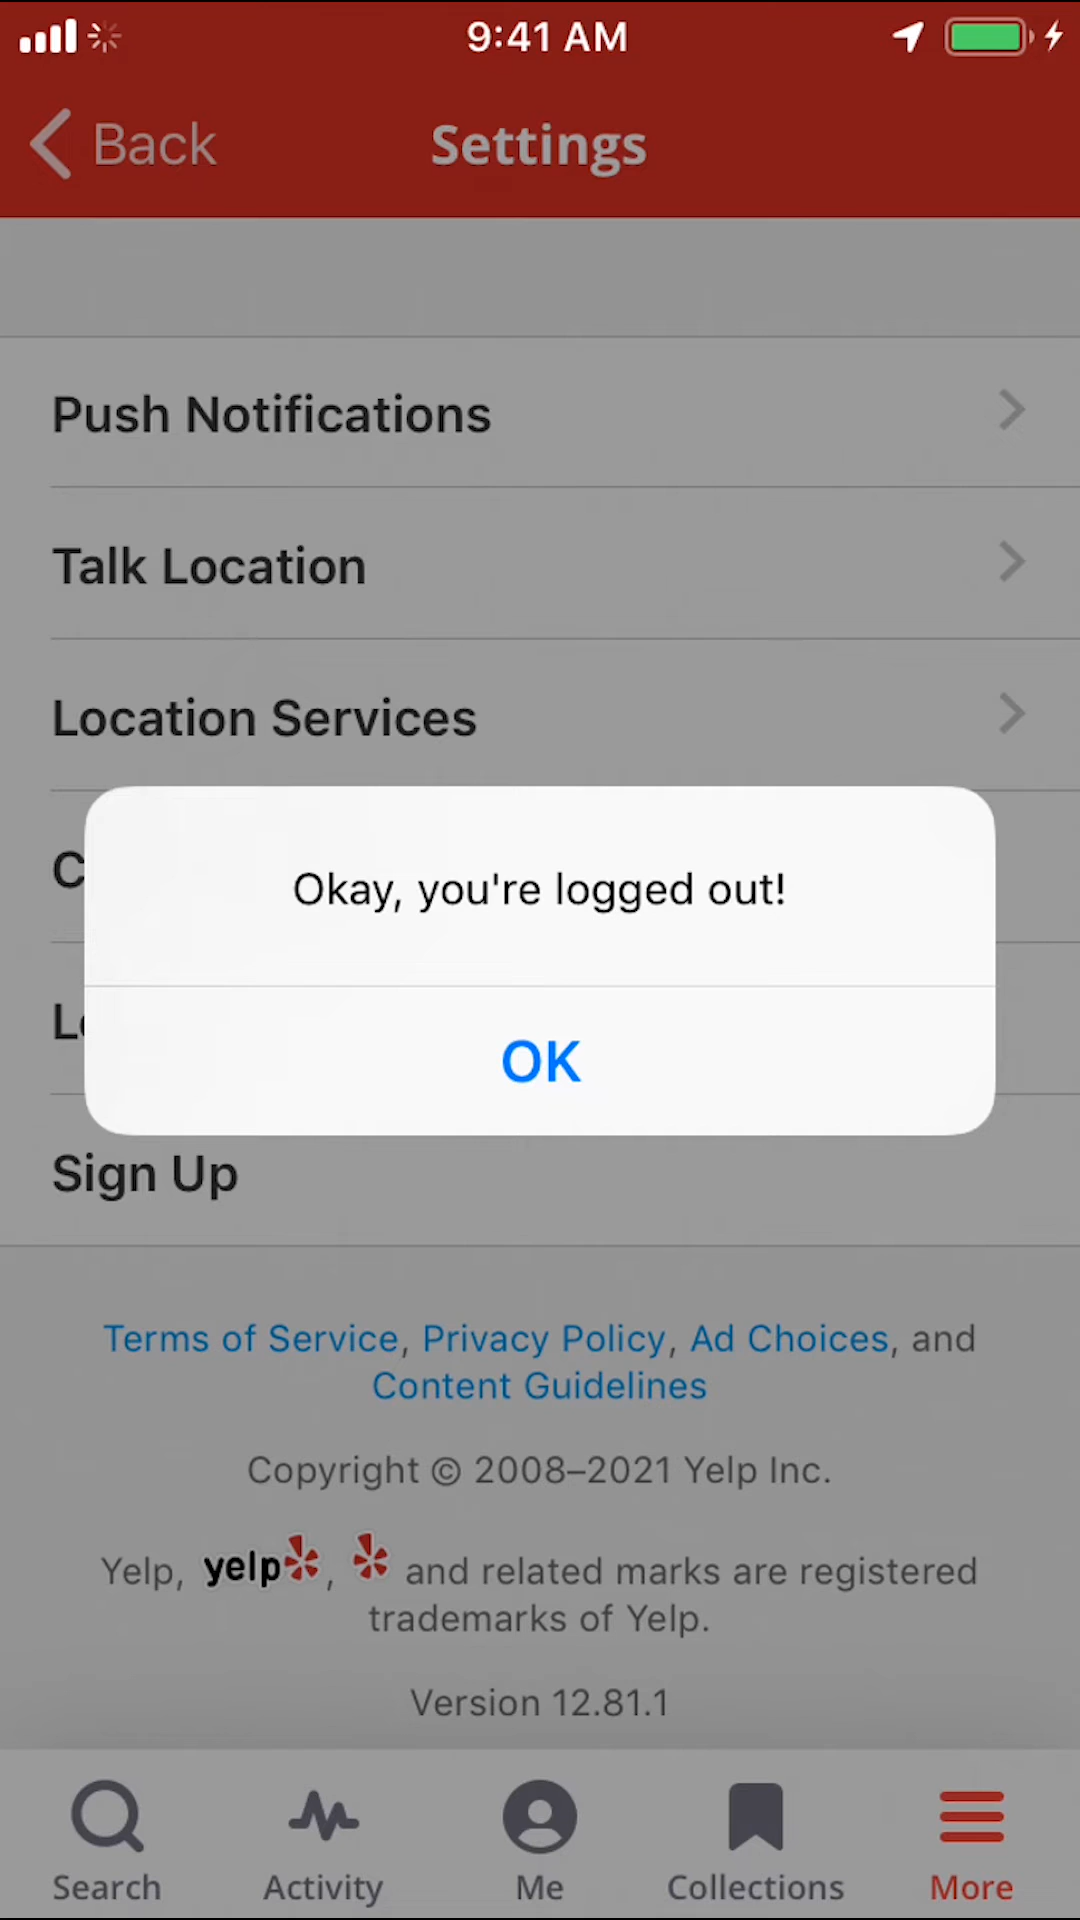 9:41 AM
Back
Settings
Push Notifications
Talk Location
Location Services
Okay, you're logged out!
OK
Sign Up
Terms of Service, Privacy Policy, Ad Choices, and
Content Guidelines
Copyright © 2008–2021 Yelp Inc.
Yelp, yelp, and related marks are registered
trademarks of Yelp.
Version 12.81.1
Search
Activity
Me
Collections
More